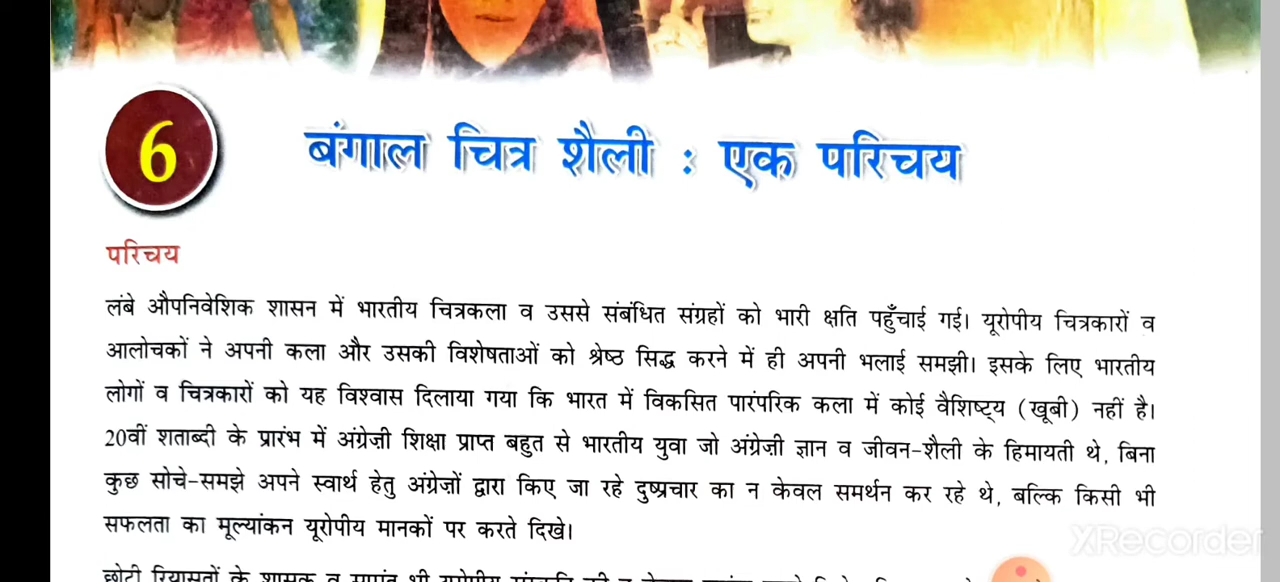 6
बंगाल चित्र शैली : एक परिचय
परिचय
लंबे औपनिवेशिक शासन में भारतीय चित्रकला व उससे संबंधित संग्रहों को भारी क्षति पहुँचाई गई। यूरोपीय चित्रकारों व
आलोचकों ने अपनी कला और उसकी विशेषताओं को श्रेष्ठ सिद्ध करने में ही अपनी भलाई समझी। इसके लिए भारतीय
लोगों व चित्रकारों को यह विश्वास दिलाया गया कि भारत में विकसित पारंपरिक कला में कोई वैशिष्ट्य (खूबी) नहीं है।
20वीं शताब्दी के प्रारंभ में अंग्रेज़ी शिक्षा प्राप्त बहुत से भारतीय युवा जो अंग्रेज़ी ज्ञान व जीवन-शैली के हिमायती थे, बिना
कुछ सोचे-समझे अपने स्वार्थ हेतु अंग्रेज़ों द्वारा किए जा रहे दुष्प्रचार का न केवल समर्थन कर रहे थे, बल्कि किसी भी
सफलता का मूल्यांकन यूरोपीय मानकों पर करते दिखे।
छोटी रियासतों के शासक व सामंत भी यूरोपीय
XRecorder